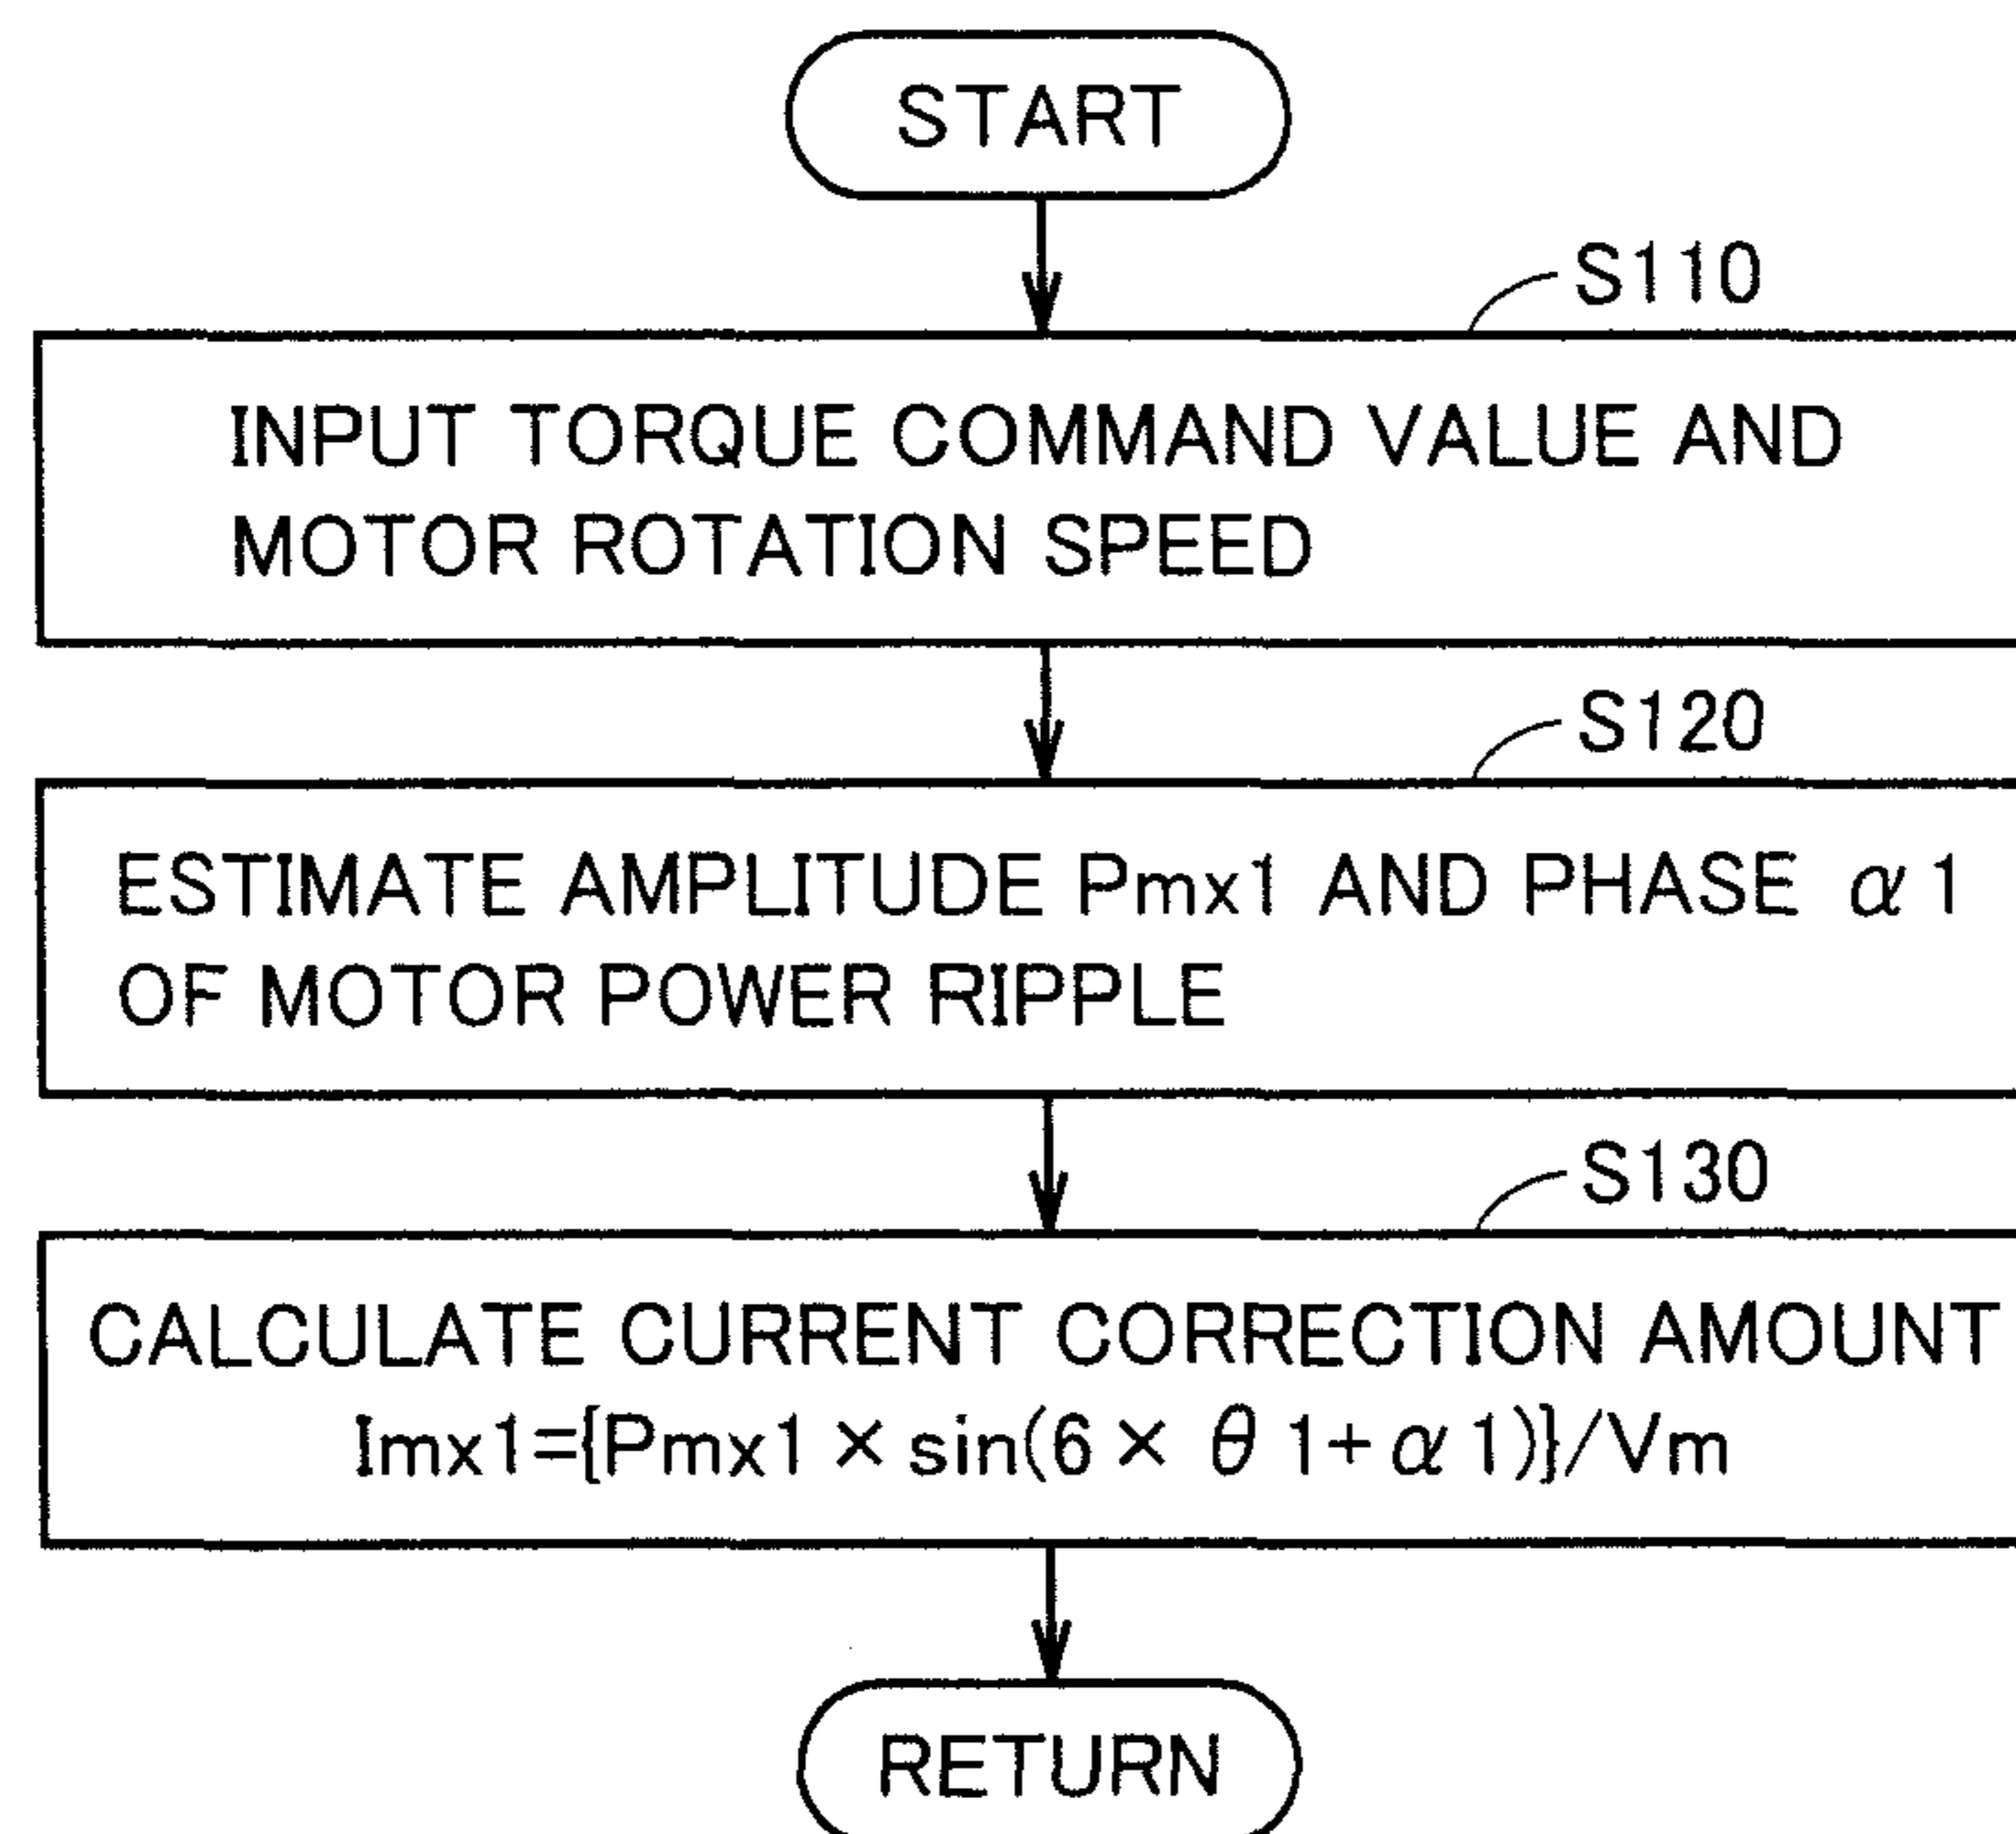 START
S110
INPUT TORQUE COMMAND VALUE AND
MOTOR ROTATION SPEED
S120
ESTIMATE AMPLITUDE Pmx1 AND PHASE α1
OF MOTOR POWER RIPPLE
S130
CALCULATE CURRENT CORRECTION AMOUNT
Imx1={Pmx1×sin(6×θ1+α1)}/Vm
RETURN